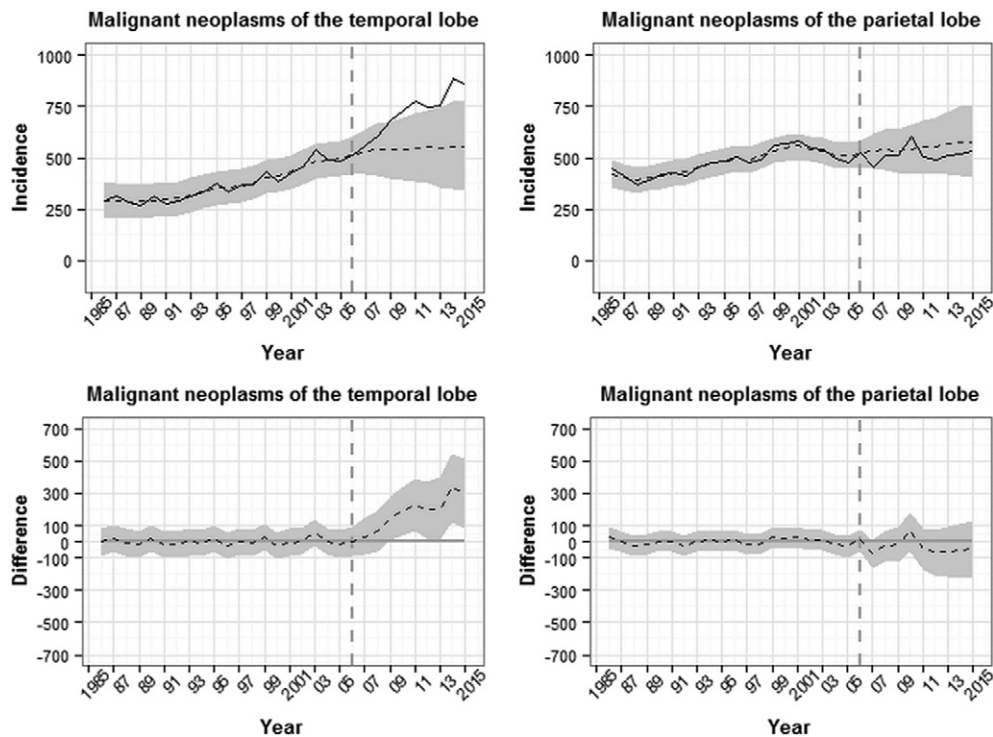 Malignant neoplasms of the temporal lobe
Incidence
1000
750
500
250
0
1985 87 89 91 93 95 97 99 2001 03 05 07 09 11 13 2015
Year
Malignant neoplasms of the parietal lobe
Incidence
1000
750
500
250
0
1985 87 89 91 93 95 97 99 2001 03 05 07 09 11 13 2015
Year
Malignant neoplasms of the temporal lobe
Difference
700
500
300
100
0
-100
-300
-500
-700
1985 87 89 91 93 95 97 99 2001 03 05 07 09 11 13 2015
Year
Malignant neoplasms of the parietal lobe
Difference
700
500
300
100
0
-100
-300
-500
-700
1985 87 89 91 93 95 97 99 2001 03 05 07 09 11 13 2015
Year